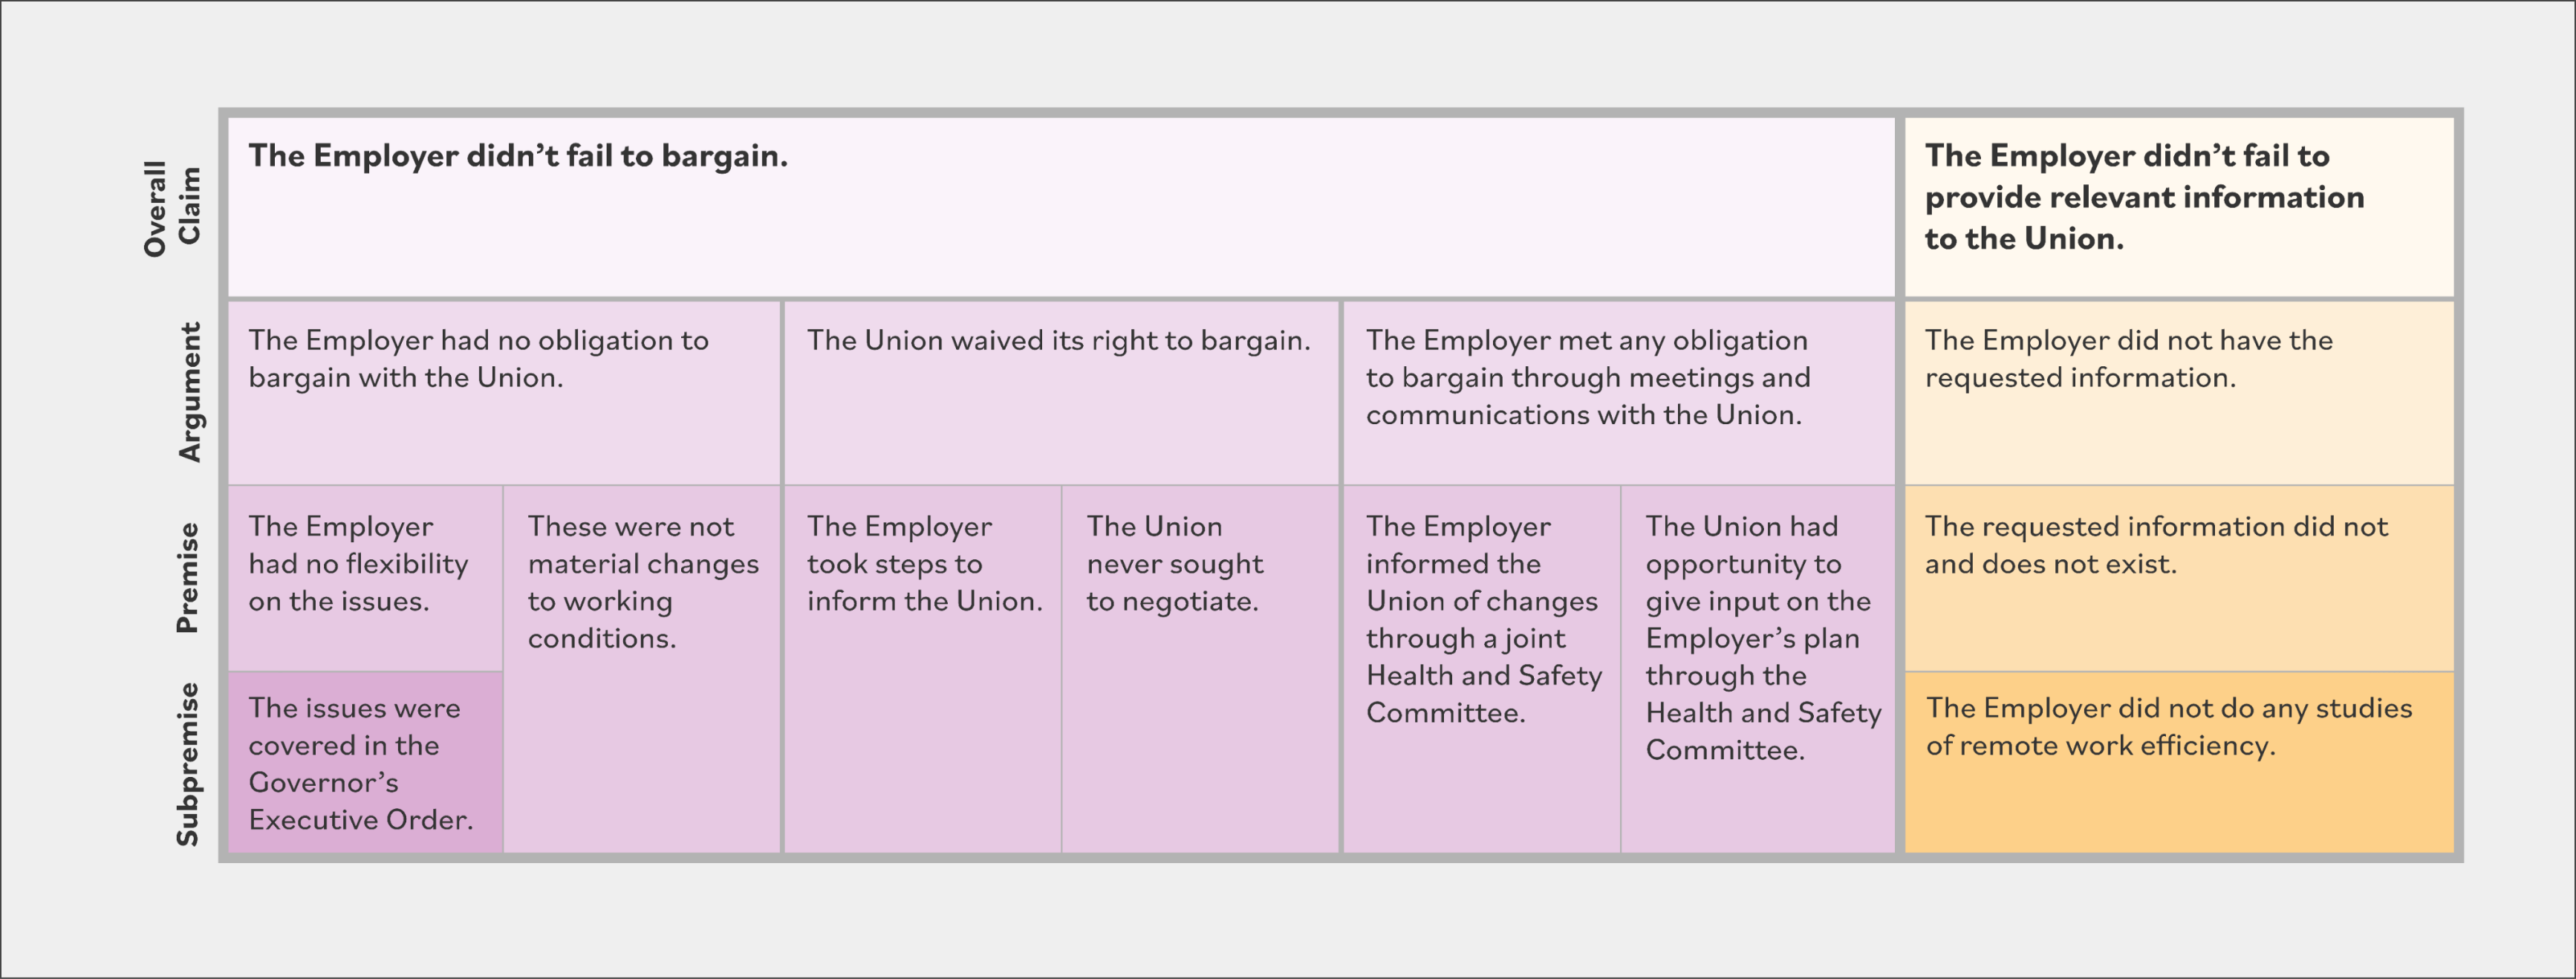 Overall
Claim
The Employer didn’t fail to bargain.
The Employer didn’t fail to
provide relevant information
to the Union.
Argument
The Employer had no obligation to
bargain with the Union.
The Union waived its right to bargain.
The Employer met any obligation
to bargain through meetings and
communications with the Union.
The Employer did not have the
requested information.
Premise
The Employer
had no flexibility
on the issues.
These were not
material changes
to working
conditions.
The Employer
took steps to
inform the Union.
The Union
never sought
to negotiate.
The Employer
informed the
Union of changes
through a joint
Health and Safety
Committee.
The Union had
opportunity to
give input on the
Employer’s plan
through the
Health and Safety
Committee.
The requested information did not
and does not exist.
Subpremise
The issues were
covered in the
Governor’s
Executive Order.
The Employer did not do any studies
of remote work efficiency.